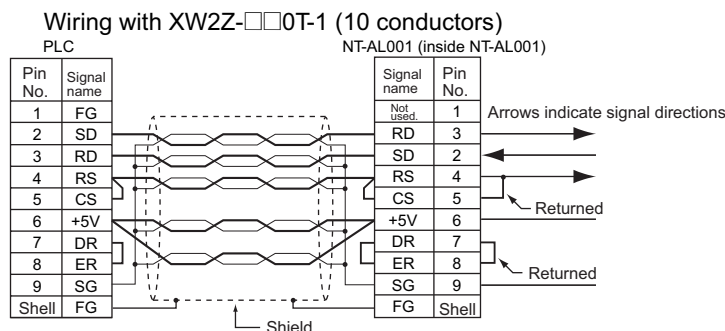 Wiring with XW2Z-□□0T-1 (10 conductors)
PLC
NT-AL001 (inside NT-AL001)
Pin No. Signal name
1 FG
2 SD
3 RD
4 RS
5 CS
6 +5V
7 DR
8 ER
9 SG
Shell FG
Signal name Pin No.
Not used. 1
RD 3
SD 2
RS 4
CS 5
+5V 6
DR 7
ER 8
SG 9
FG Shell
Arrows indicate signal directions
Returned
Returned
Shield